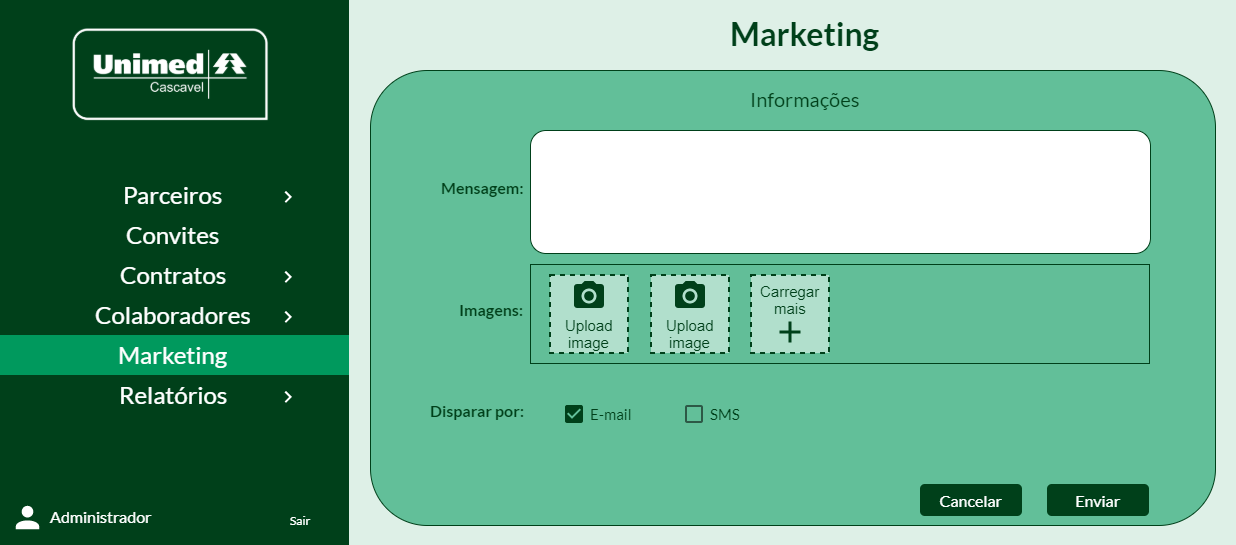 Unimed
Cascavel
Parceiros
Convites
Contratos
Colaboradores
Marketing
Relatórios
Administrador
Sair
Marketing
Informações
Mensagem:
Imagens:
Upload
image
Upload
image
Carregar
mais
Disparar por:
E-mail
SMS
Cancelar
Enviar